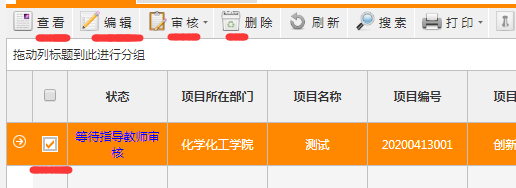 查看 编辑 审核 删除 刷新 搜索 打印
拖动列标题到此进行分组
状态 项目所在部门 项目名称 项目编号 项目
等待指导教师审
核
化学化工学院 测试 20200413001 创新